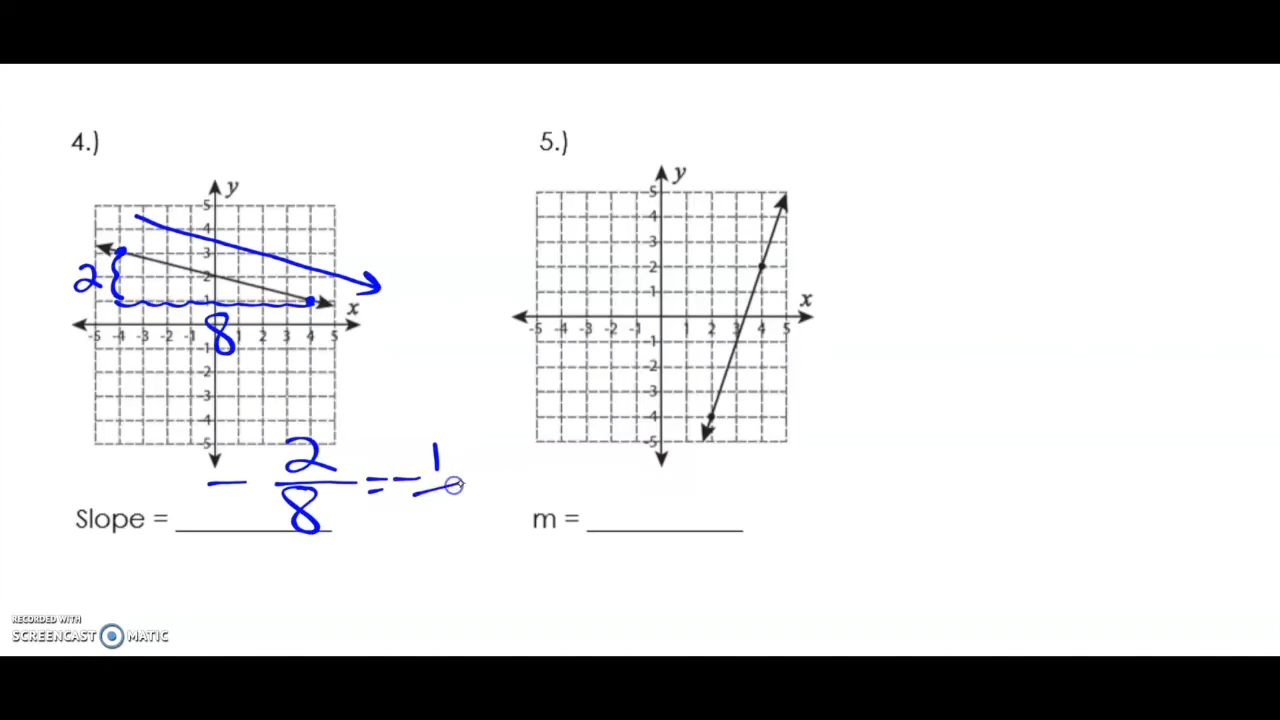 4.)
5.)
y
y
5
4
3
2
1
-5 -4 -3 -2 -1 1 2 3 4 5 x
-1
-2
-3
-4
-5
2
8
5
4
3
2
1
-5 -4 -3 -2 -1 1 2 3 4 5 x
-1
-2
-3
-4
-5
- 2/8 = - 1
Slope = ____________
m = ____________
RECORDED WITH
SCREENCAST MATIC